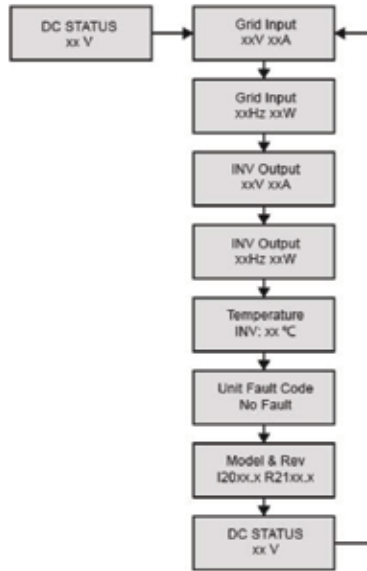 DC STATUS
xx V
Grid Input
xxV xxA
Grid Input
xxHz xxW
INV Output
xxV xxA
INV Output
xxHz xxW
Temperature
INV: xx ℃
Unit Fault Code
No Fault
Model & Rev
I20xx.x R21xx.x
DC STATUS
xx V